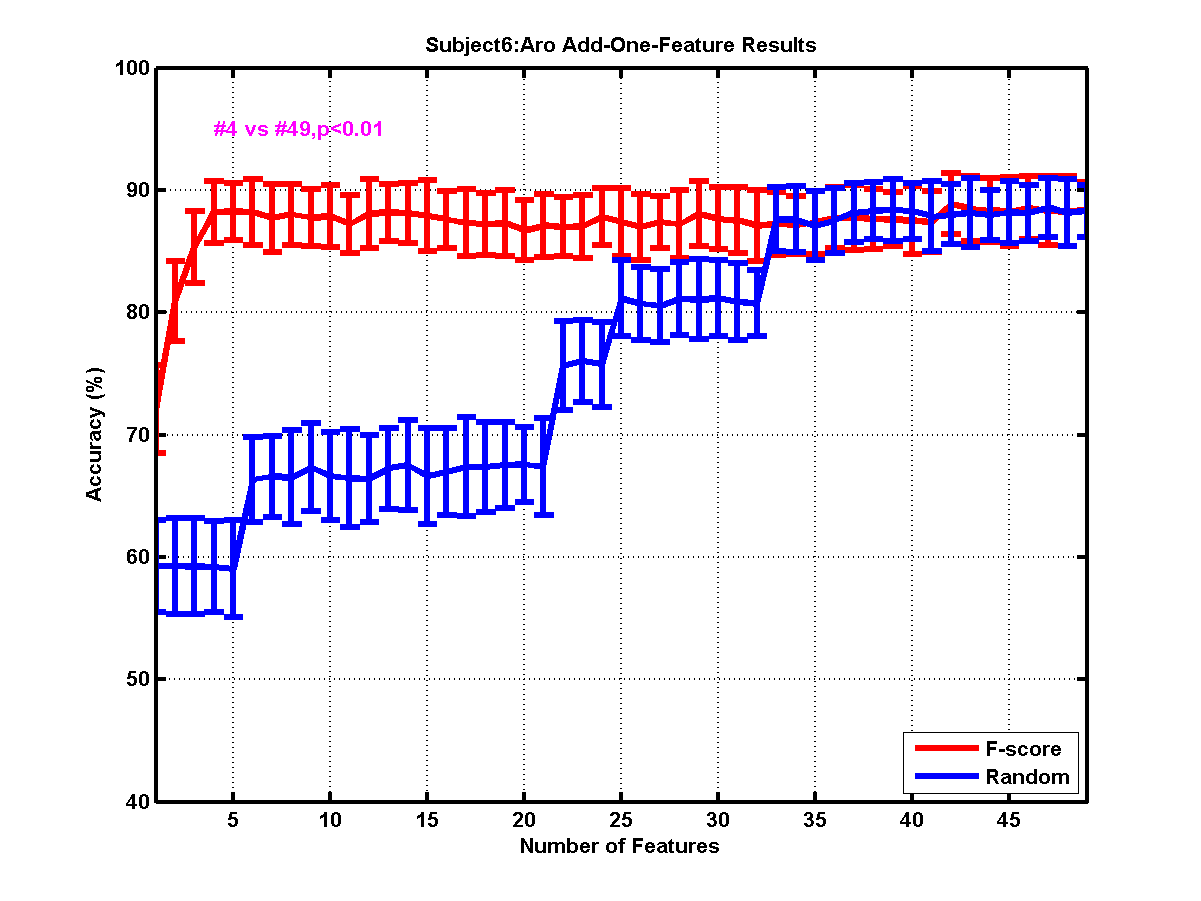 Subject6:Aro Add-One-Feature Results
100
90
80
70
60
50
40
Accuracy (%)
#4 vs #49,p<0.01
F-score
Random
5 10 15 20 25 30 35 40 45
Number of Features